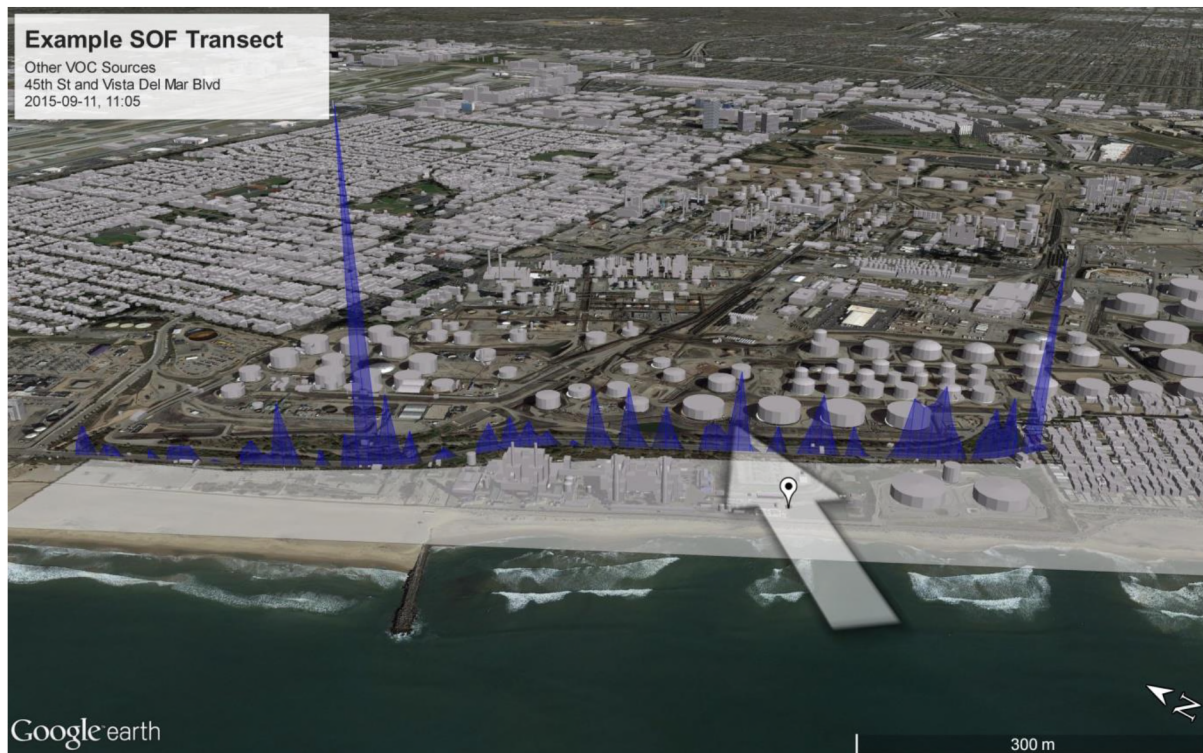 Example SOF Transect
Other VOC Sources
45th St and Vista Del Mar Blvd
2015-09-11, 11:05
N
Google earth
300 m